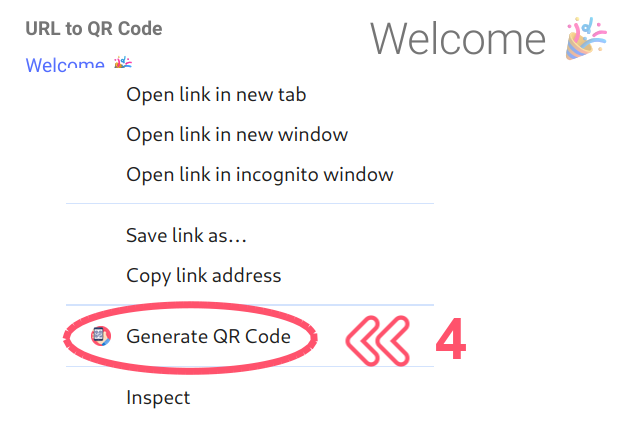 URL to QR Code
Welcome 🎉
Welcome 🎉
Open link in new tab
Open link in new window
Open link in incognito window
Save link as...
Copy link address
Generate QR Code
4
Inspect